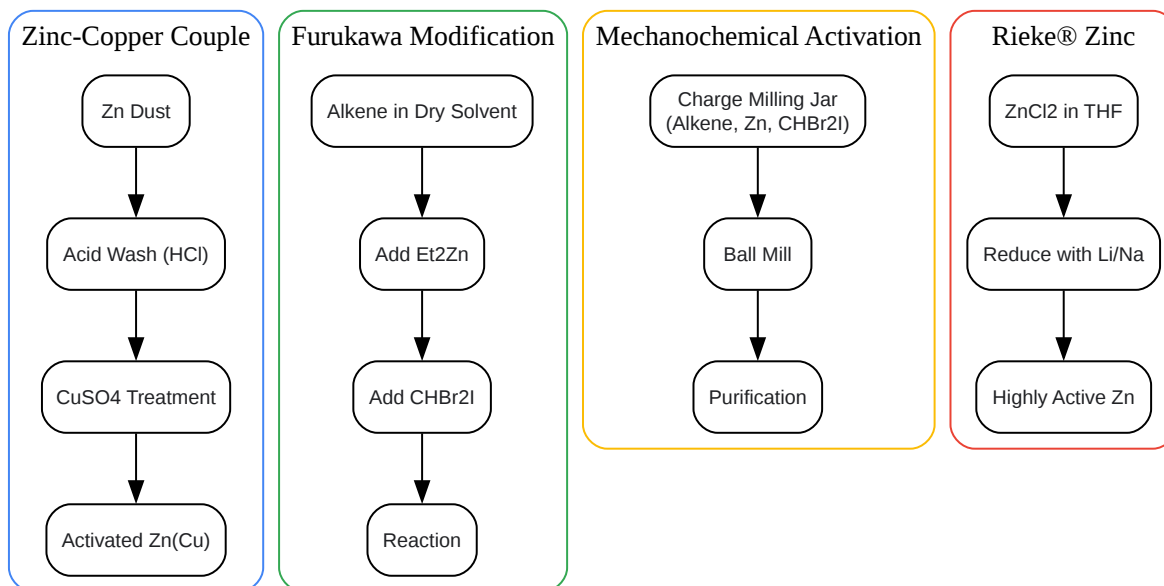 Zinc-Copper Couple
Zn Dust
Acid Wash (HCl)
CuSO4 Treatment
Activated Zn(Cu)
Furukawa Modification
Alkene in Dry Solvent
Add Et2Zn
Add CHBr2I
Reaction
Mechanochemical Activation
Charge Milling Jar
(Alkene, Zn, CHBr2I)
Ball Mill
Purification
Rieke® Zinc
ZnCl2 in THF
Reduce with Li/Na
Highly Active Zn